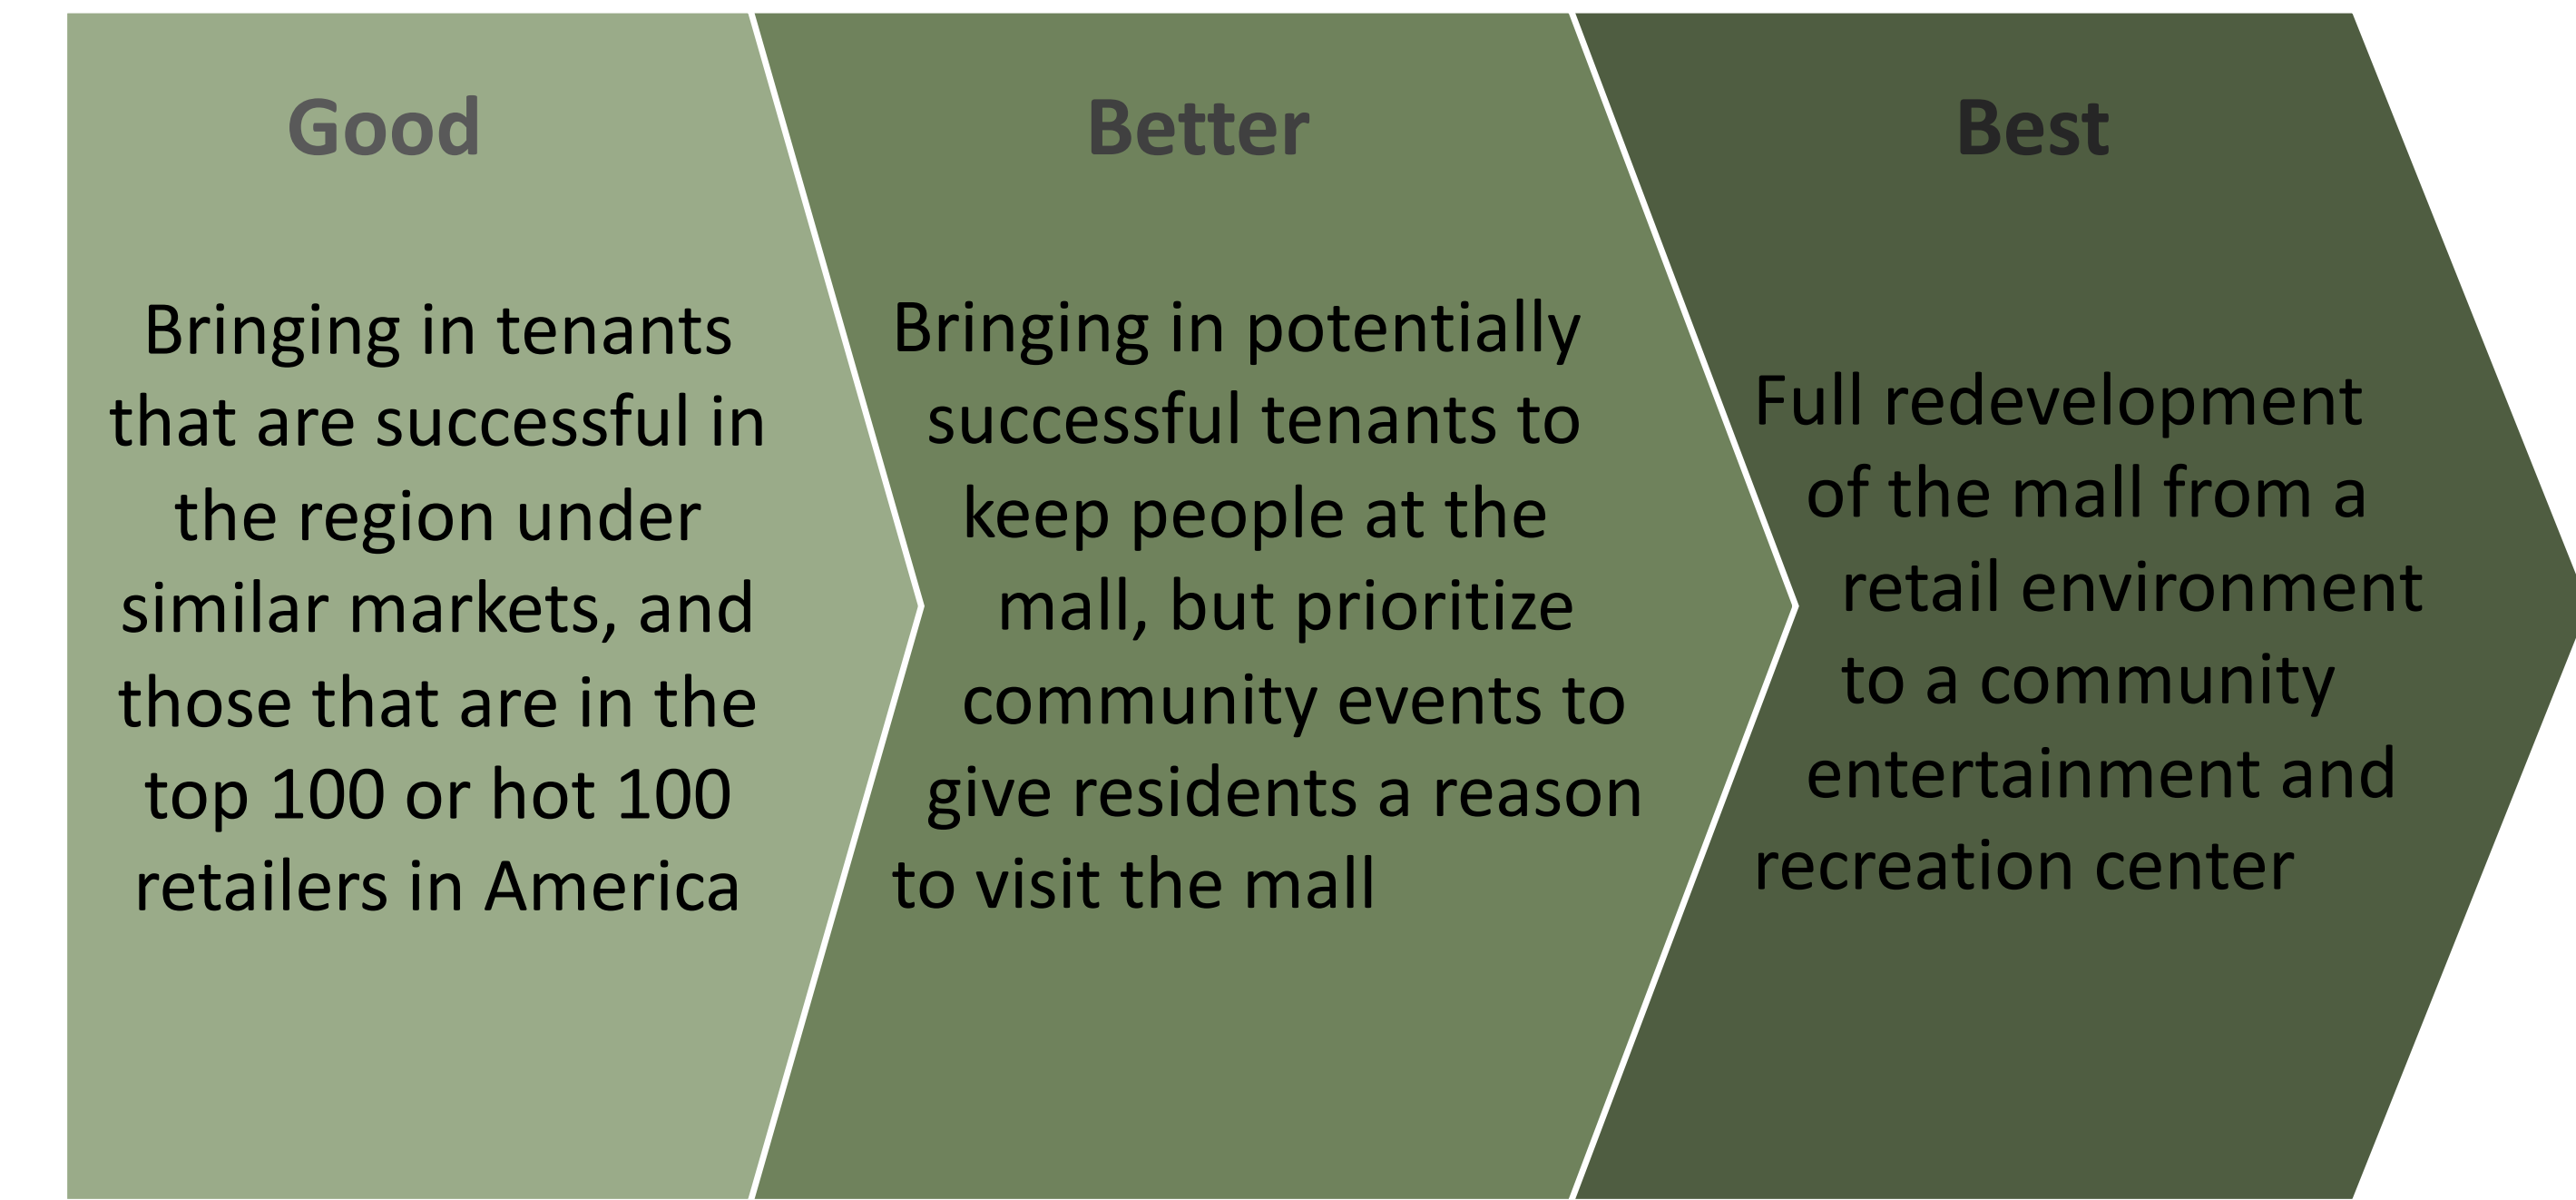 Good
Bringing in tenants
that are successful in
the region under
similar markets, and
those that are in the
top 100 or hot 100
retailers in America
Better
Bringing in potentially
successful tenants to
keep people at the
mall, but prioritize
community events to
give residents a reason
to visit the mall
Best
Full redevelopment
of the mall from a
retail environment
to a community
entertainment and
recreation center